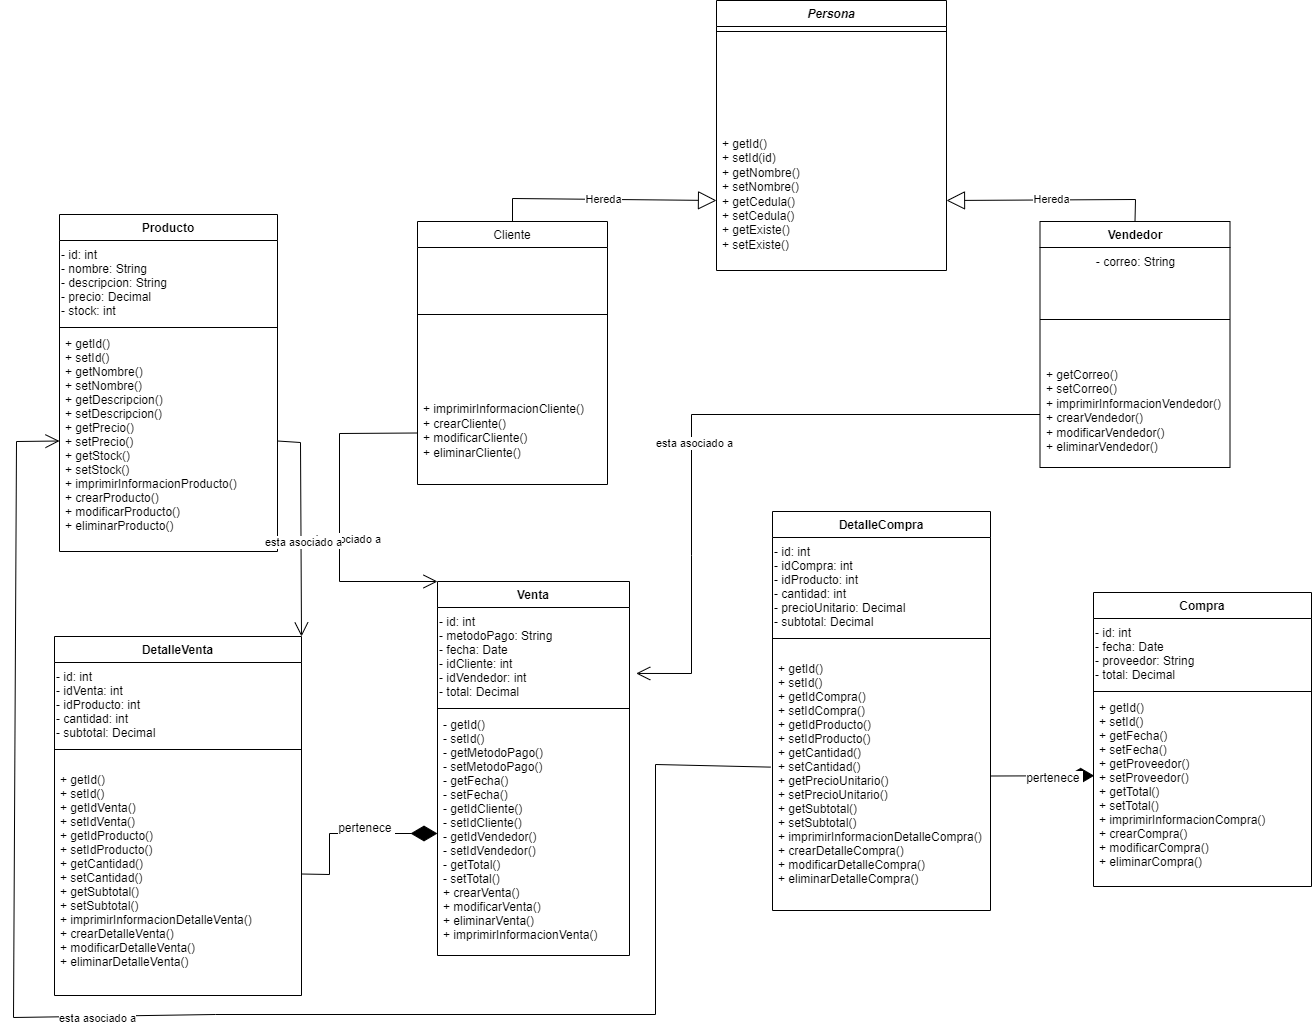 Persona
+ getId()
+ setId(id)
+ getNombre()
+ setNombre()
+ getCedula()
+ setCedula()
+ getExiste()
+ setExiste()
Hereda
Hereda
Producto
- id: int
- nombre: String
- descripcion: String
- precio: Decimal
- stock: int
+ getId()
+ setId()
+ getNombre()
+ setNombre()
+ getDescripcion()
+ setDescripcion()
+ getPrecio()
+ setPrecio()
+ getStock()
+ setStock()
+ imprimirInformacionProducto()
+ crearProducto()
+ modificarProducto()
+ eliminarProducto()
Cliente
+ imprimirInformacionCliente()
+ crearCliente()
+ modificarCliente()
+ eliminarCliente()
Vendedor
- correo: String
+ getCorreo()
+ setCorreo()
+ imprimirInformacionVendedor()
+ crearVendedor()
+ modificarVendedor()
+ eliminarVendedor()
esta asociado a
esta asociado a
ociado a
DetalleVenta
- id: int
- idVenta: int
- idProducto: int
- cantidad: int
- subtotal: Decimal
+ getId()
+ setId()
+ getIdVenta()
+ setIdVenta()
+ getIdProducto()
+ setIdProducto()
+ getCantidad()
+ setCantidad()
+ getSubtotal()
+ setSubtotal()
+ imprimirInformacionDetalleVenta()
+ crearDetalleVenta()
+ modificarDetalleVenta()
+ eliminarDetalleVenta()
pertenece
Venta
- id: int
- metodoPago: String
- fecha: Date
- idCliente: int
- idVendedor: int
- total: Decimal
- getId()
- setId()
- getMetodoPago()
- setMetodoPago()
- getFecha()
- setFecha()
- getIdCliente()
- setIdCliente()
- getIdVendedor()
- setIdVendedor()
- getTotal()
- setTotal()
+ crearVenta()
+ modificarVenta()
+ eliminarVenta()
+ imprimirInformacionVenta()
DetalleCompra
- id: int
- idCompra: int
- idProducto: int
- cantidad: int
- precioUnitario: Decimal
- subtotal: Decimal
+ getId()
+ setId()
+ getIdCompra()
+ setIdCompra()
+ getIdProducto()
+ setIdProducto()
+ getCantidad()
+ setCantidad()
+ getPrecioUnitario()
+ setPrecioUnitario()
+ getSubtotal()
+ setSubtotal()
+ imprimirInformacionDetalleCompra()
+ crearDetalleCompra()
+ modificarDetalleCompra()
+ eliminarDetalleCompra()
pertenece
Compra
- id: int
- fecha: Date
- proveedor: String
- total: Decimal
+ getId()
+ setId()
+ getFecha()
+ setFecha()
+ getProveedor()
+ setProveedor()
+ getTotal()
+ setTotal()
+ imprimirInformacionCompra()
+ crearCompra()
+ modificarCompra()
+ eliminarCompra()
esta asociado a